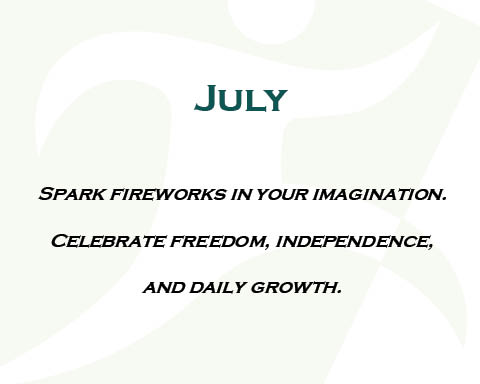 July
Spark fireworks in your imagination.
Celebrate freedom, independence,
and daily growth.